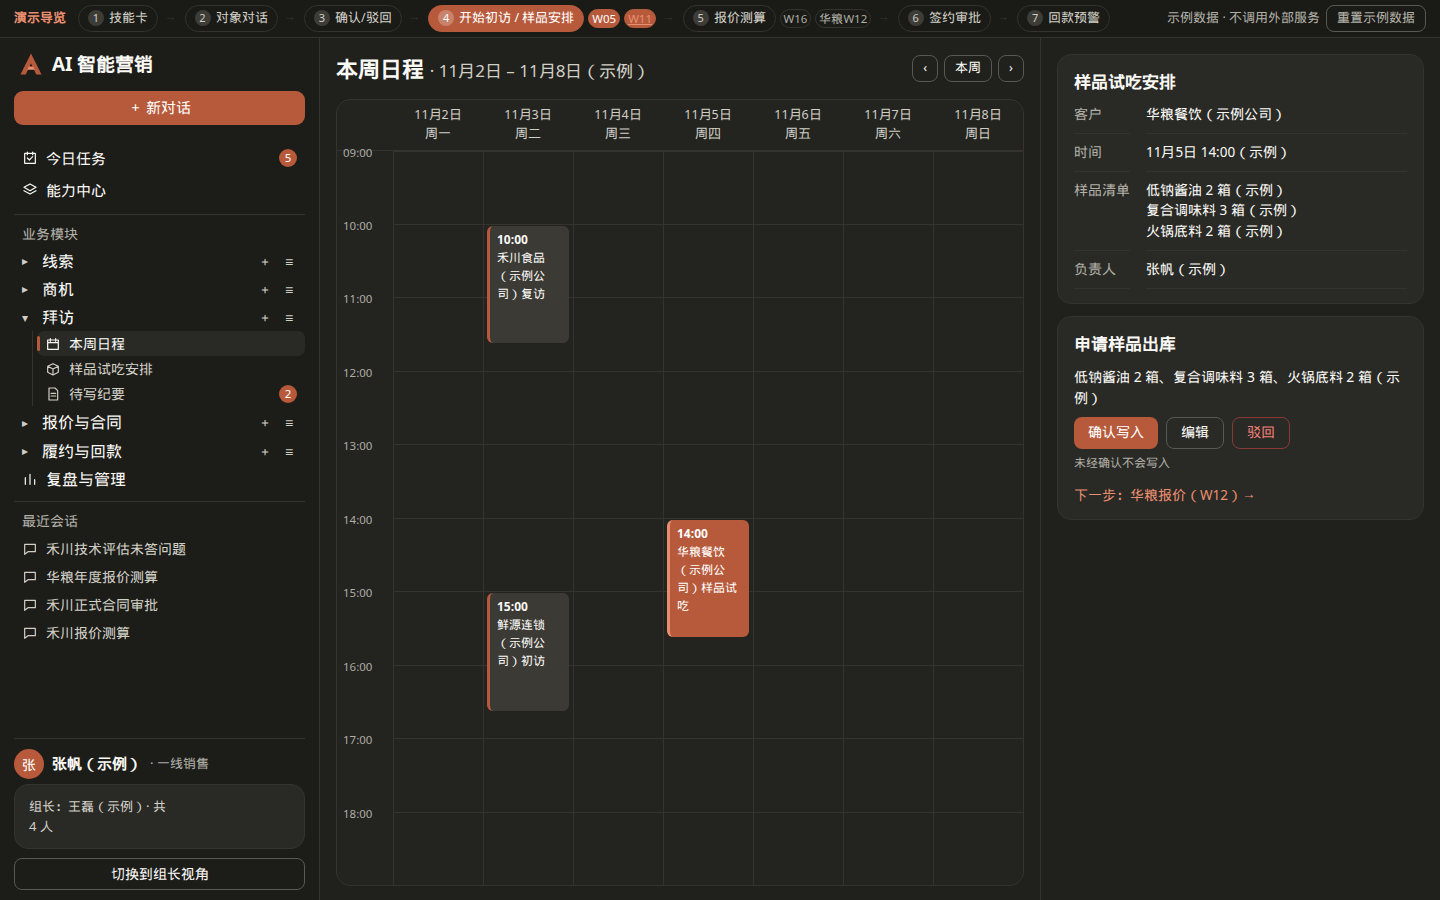 演示导览 1 技能卡 → 2 对象对话 → 3 确认/驳回 → 4 开始初访 / 样品安排 W05 W11 → 5 报价测算 W16 华粮W12 → 6 签约审批 → 7 回款预警 示例数据 · 不调用外部服务 重置示例数据
AI 智能营销
+ 新对话
今日任务 5
能力中心
业务模块
▸ 线索 + ≡
▸ 商机 + ≡
▾ 拜访 + ≡
本周日程
样品试吃安排
待写纪要 2
▸ 报价与合同 + ≡
▸ 履约与回款 + ≡
复盘与管理
最近会话
禾川技术评估未答问题
华粮年度报价测算
禾川正式合同审批
禾川报价测算
张 张帆（示例） · 一线销售
组长：王磊（示例）· 共
4 人
切换到组长视角
本周日程 · 11月2日 – 11月8日（示例） ‹ 本周 ›
11月2日 11月3日 11月4日 11月5日 11月6日 11月7日 11月8日
周一 周二 周三 周四 周五 周六 周日
09:00
10:00
11:00
12:00
13:00
14:00
15:00
16:00
17:00
18:00
10:00
禾川食品
（示例公
司）复访
15:00
鲜源连锁
（示例公
司）初访
14:00
华粮餐饮
（示例公
司）样品试
吃
样品试吃安排
客户 华粮餐饮（示例公司）
时间 11月5日 14:00（示例）
样品清单 低钠酱油 2 箱（示例）
复合调味料 3 箱（示例）
火锅底料 2 箱（示例）
负责人 张帆（示例）
申请样品出库
低钠酱油 2 箱、复合调味料 3 箱、火锅底料 2 箱（示
例）
确认写入 编辑 驳回
未经确认不会写入
下一步：华粮报价（W12）→